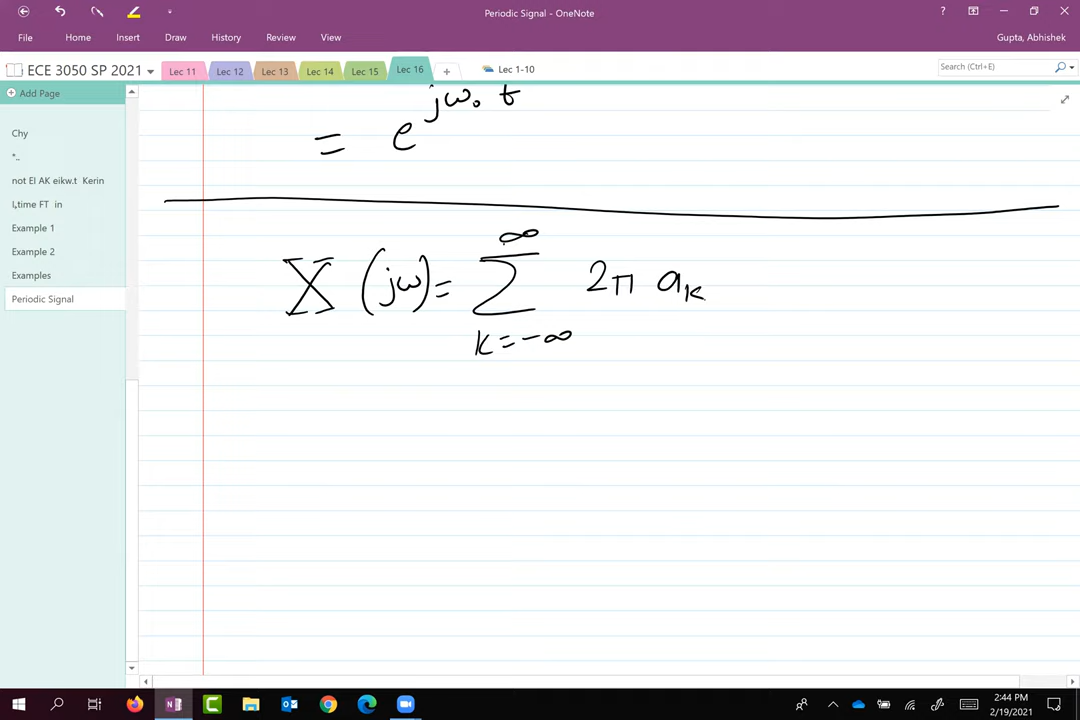 Periodic Signal - OneNote
?
File Home Insert Draw History Review View
Gupta, Abhishek
ECE 3050 SP 2021
Lec 11 Lec 12 Lec 13 Lec 14 Lec 15 Lec 16 + Lec 1-10
Search (Ctrl+E)
Add Page
Chy
*..
not EI AK eikw.t Kerin
I,time FT in
Example 1
Example 2
Examples
Periodic Signal
= e^{jω₀t}
X(jω) = Σ_{k=-∞}^{∞} 2π a_k
2:44 PM
2/19/2021